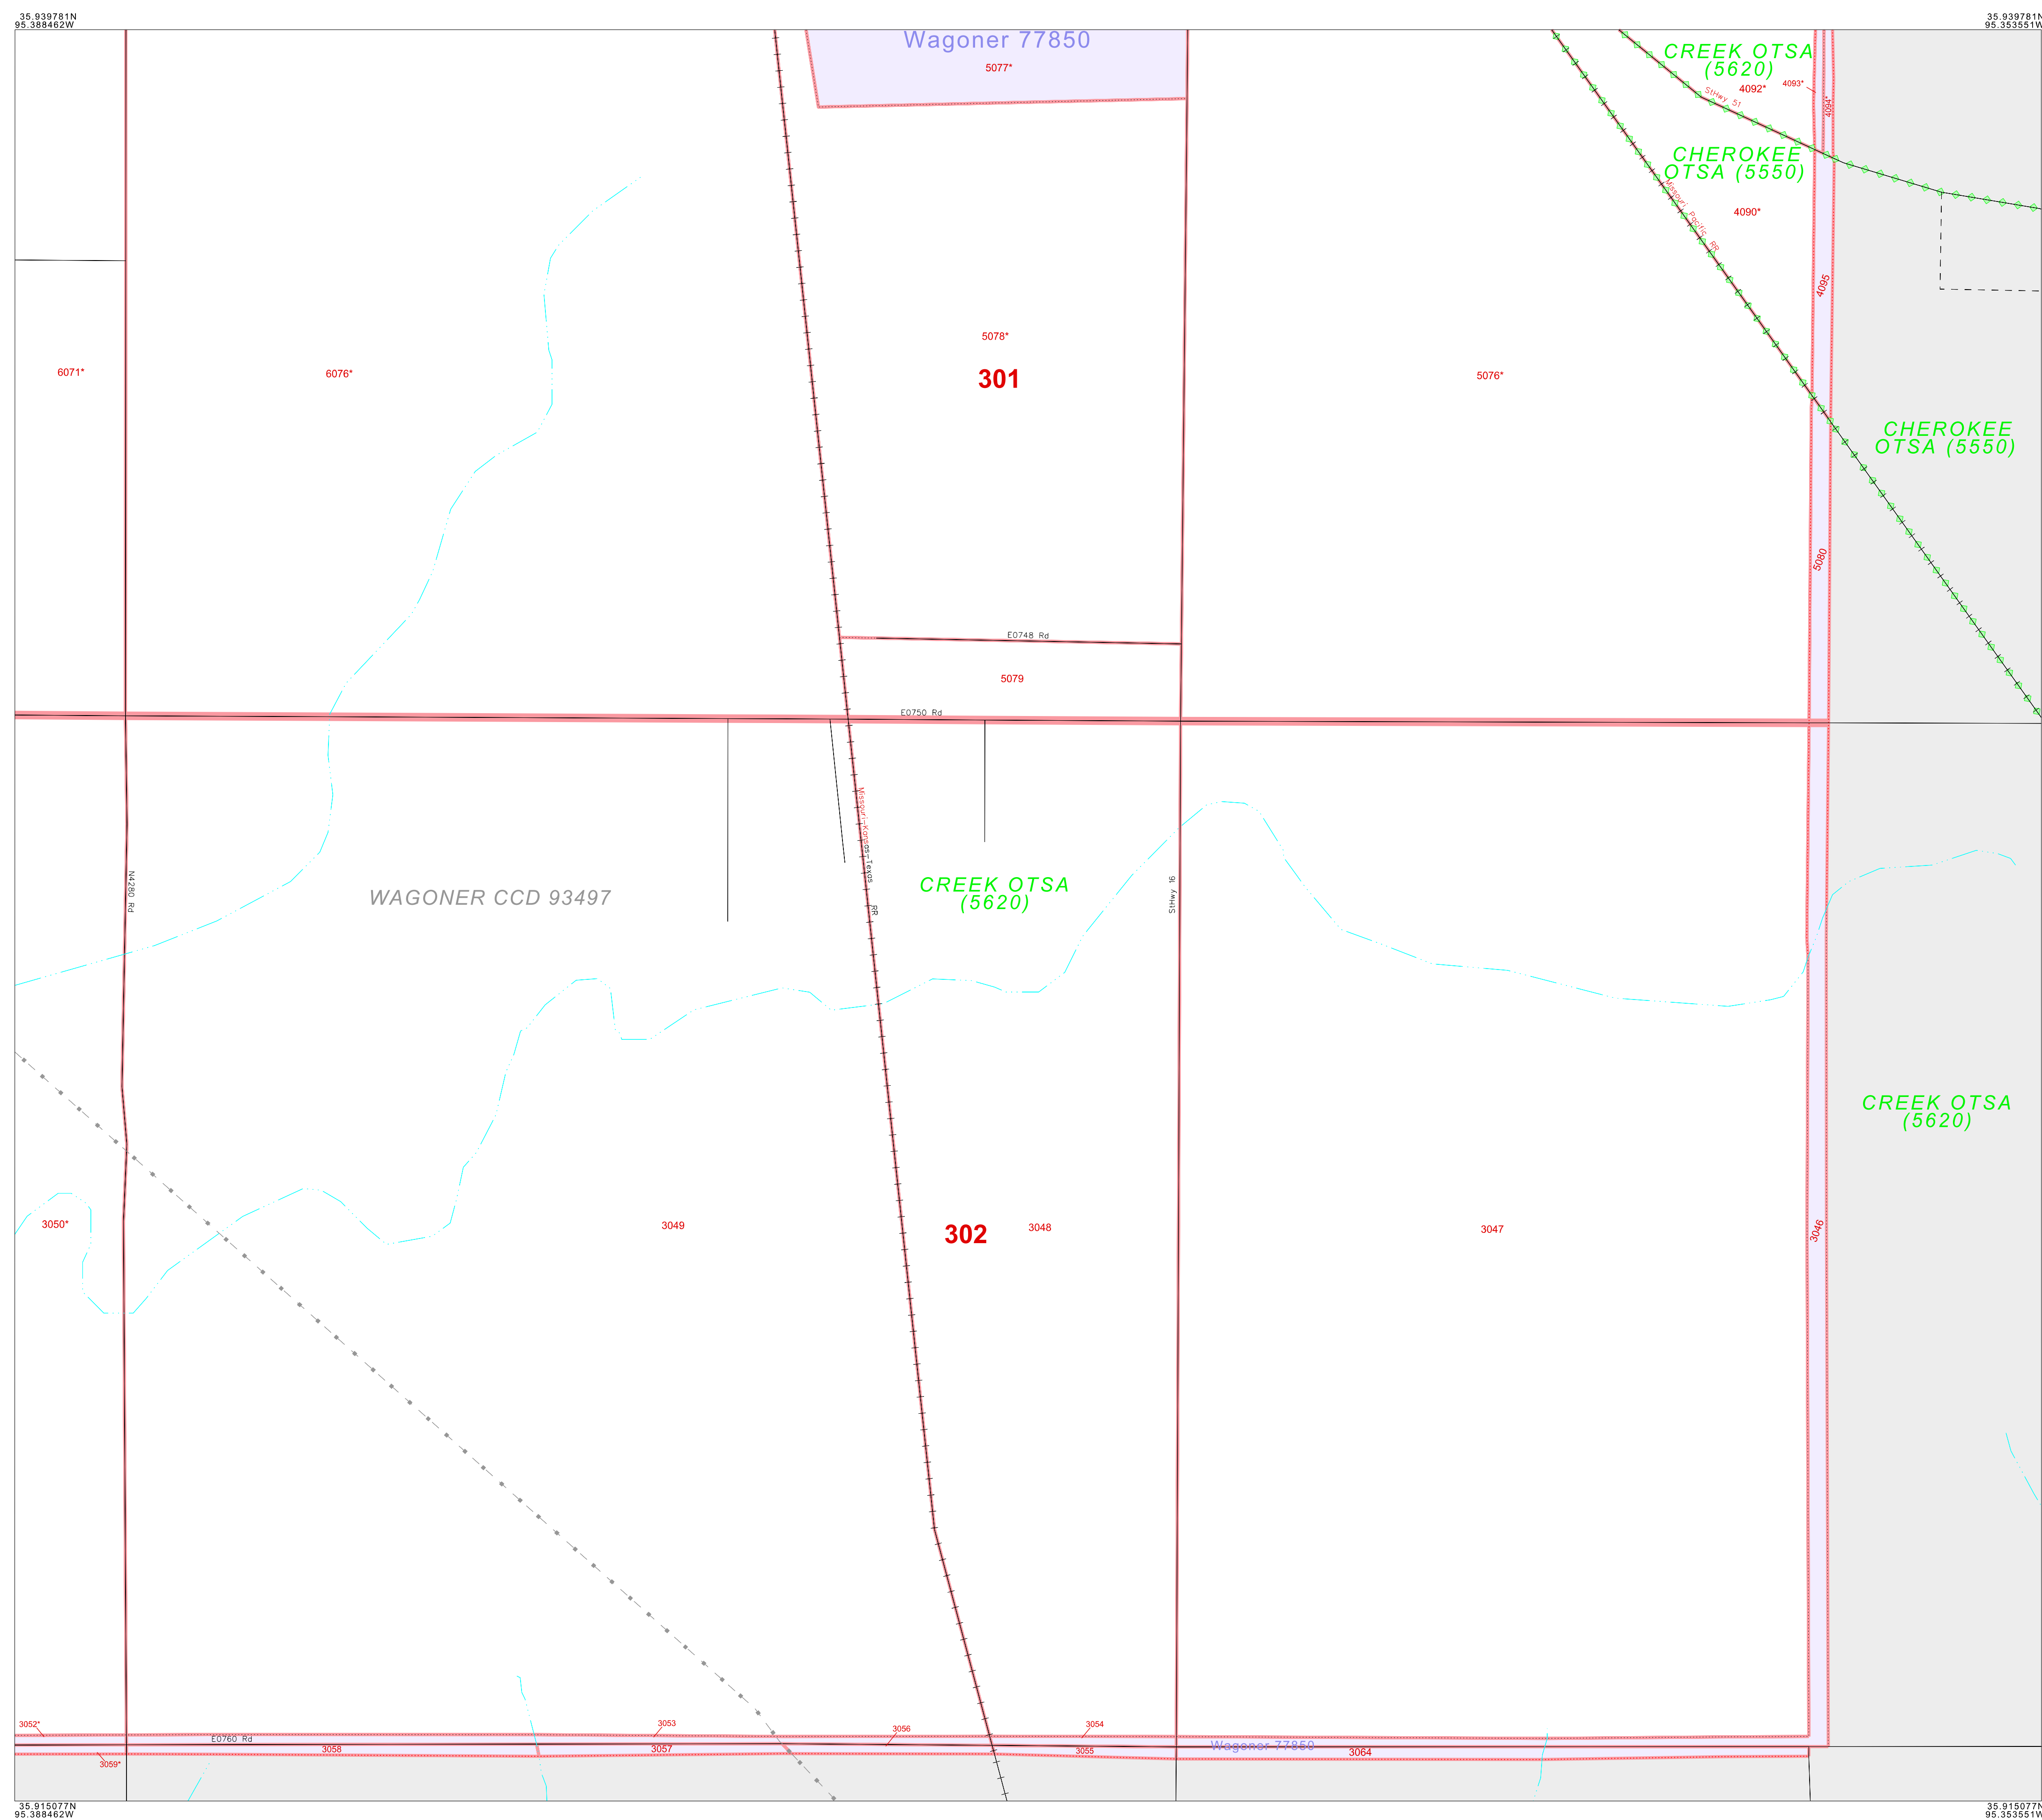 35.939781N
95.388462W
35.939781N
95.353551W
Wagoner 77850
5077*
CREEK OTSA
(5620)
4093*
4092*
4094*
StHwy 51
CHEROKEE
OTSA (5550)
Missouri Pacific RR
4090*
4095
5078*
6071*
6076*
301
5076*
CHEROKEE
OTSA (5550)
5080
E0748 Rd
5079
E0750 Rd
Missouri-Kansas-Texas RR
N4280 Rd
WAGONER CCD 93497
CREEK OTSA
(5620)
StHwy 16
CREEK OTSA
(5620)
3050*
3049
302
3048
3047
3046
3052*
3053
3056
3054
E0760 Rd
3058
3057
3055
Wagoner 77850
3064
3059*
35.915077N
95.388462W
35.915077N
95.353551W